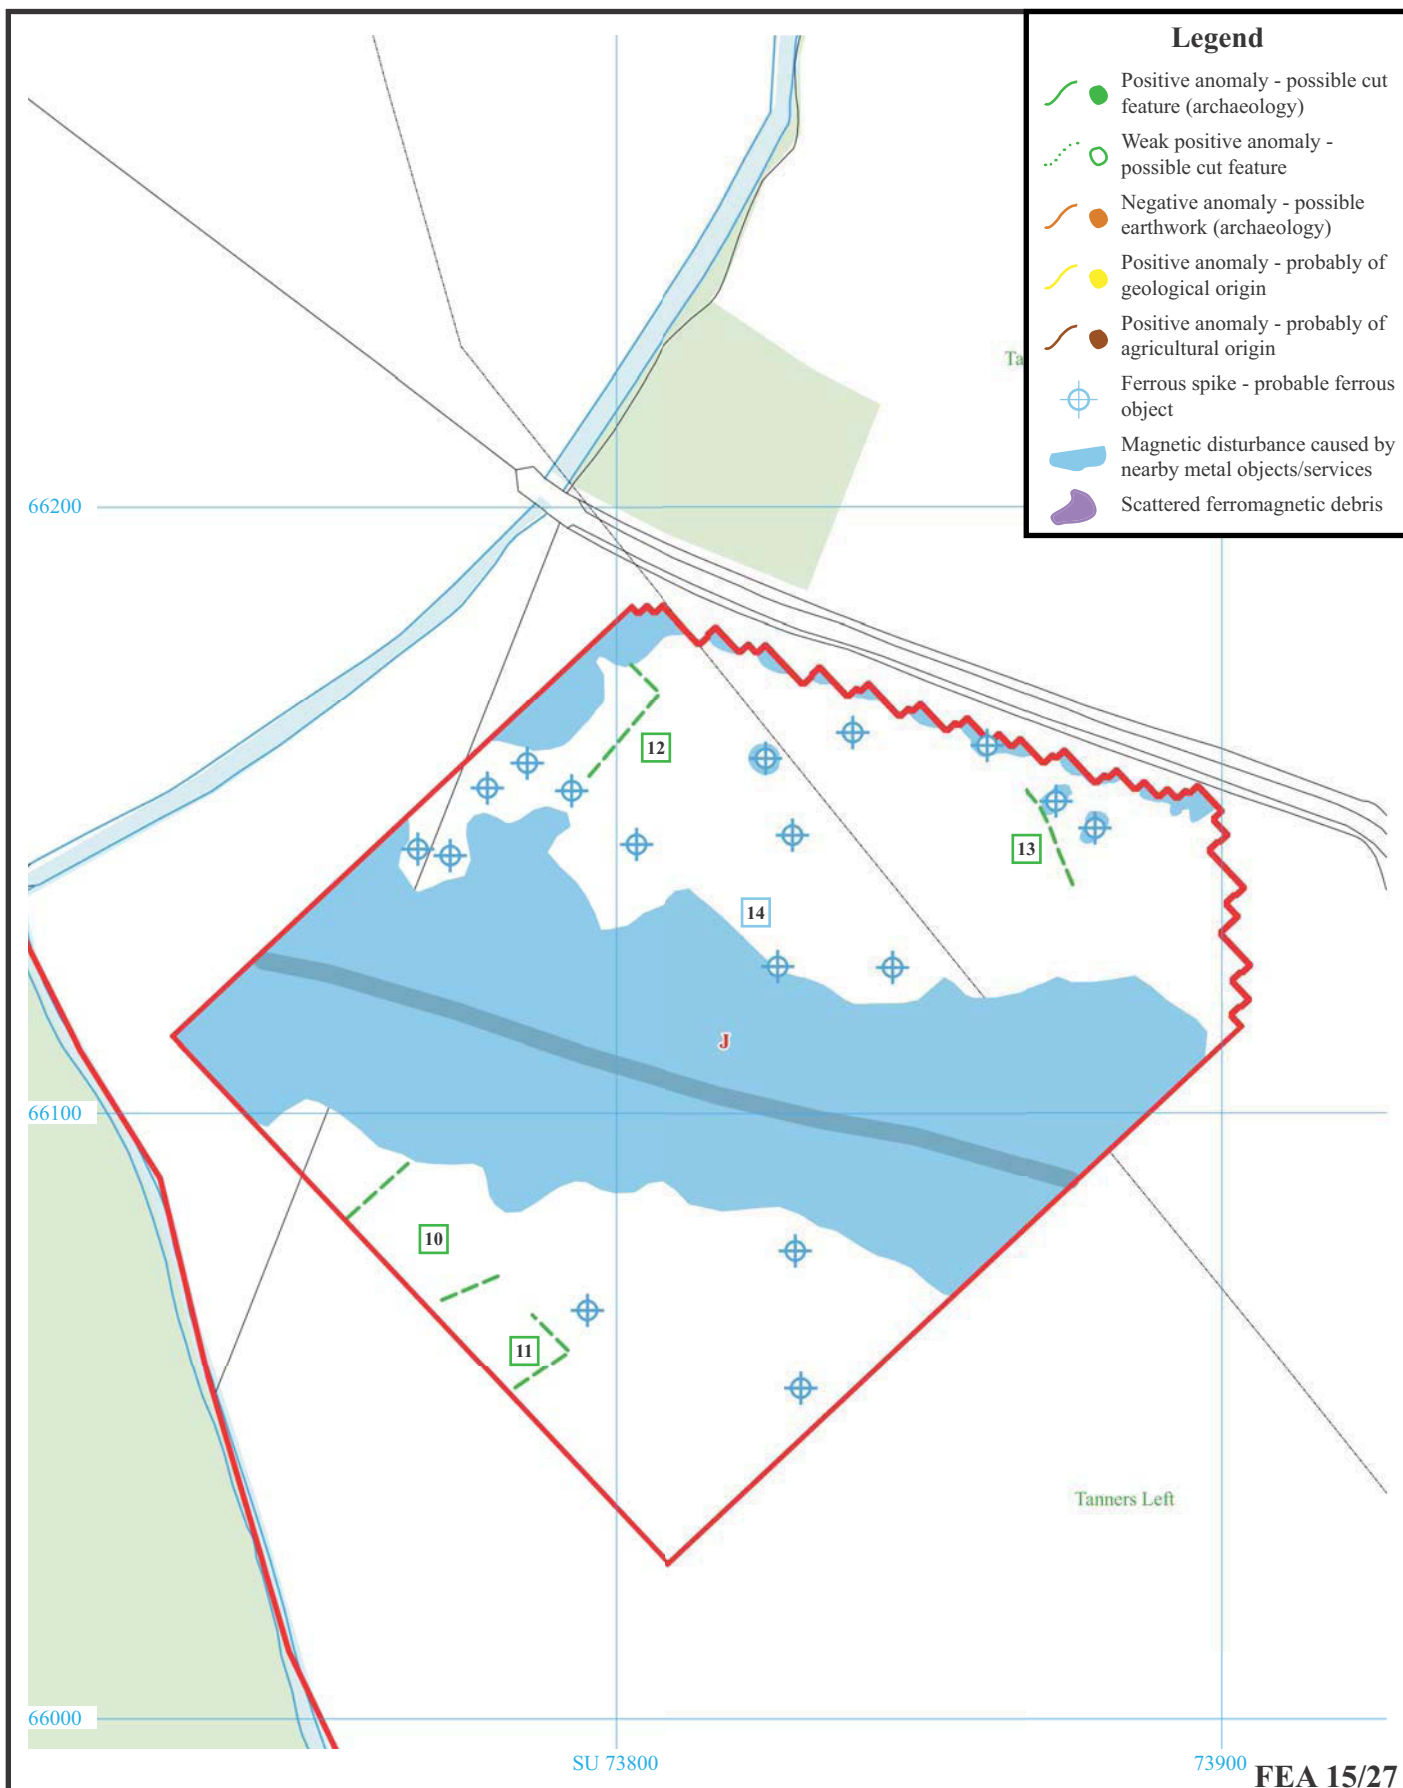 Legend
Positive anomaly - possible cut
feature (archaeology)
Weak positive anomaly -
possible cut feature
Negative anomaly - possible
earthwork (archaeology)
Positive anomaly - probably of
geological origin
Positive anomaly - probably of
agricultural origin
Ferrous spike - probable ferrous
object
Magnetic disturbance caused by
nearby metal objects/services
Scattered ferromagnetic debris
Ta
66200
12
13
14
J
66100
10
11
Tanners Left
66000
SU 73800
73900
FEA 15/27